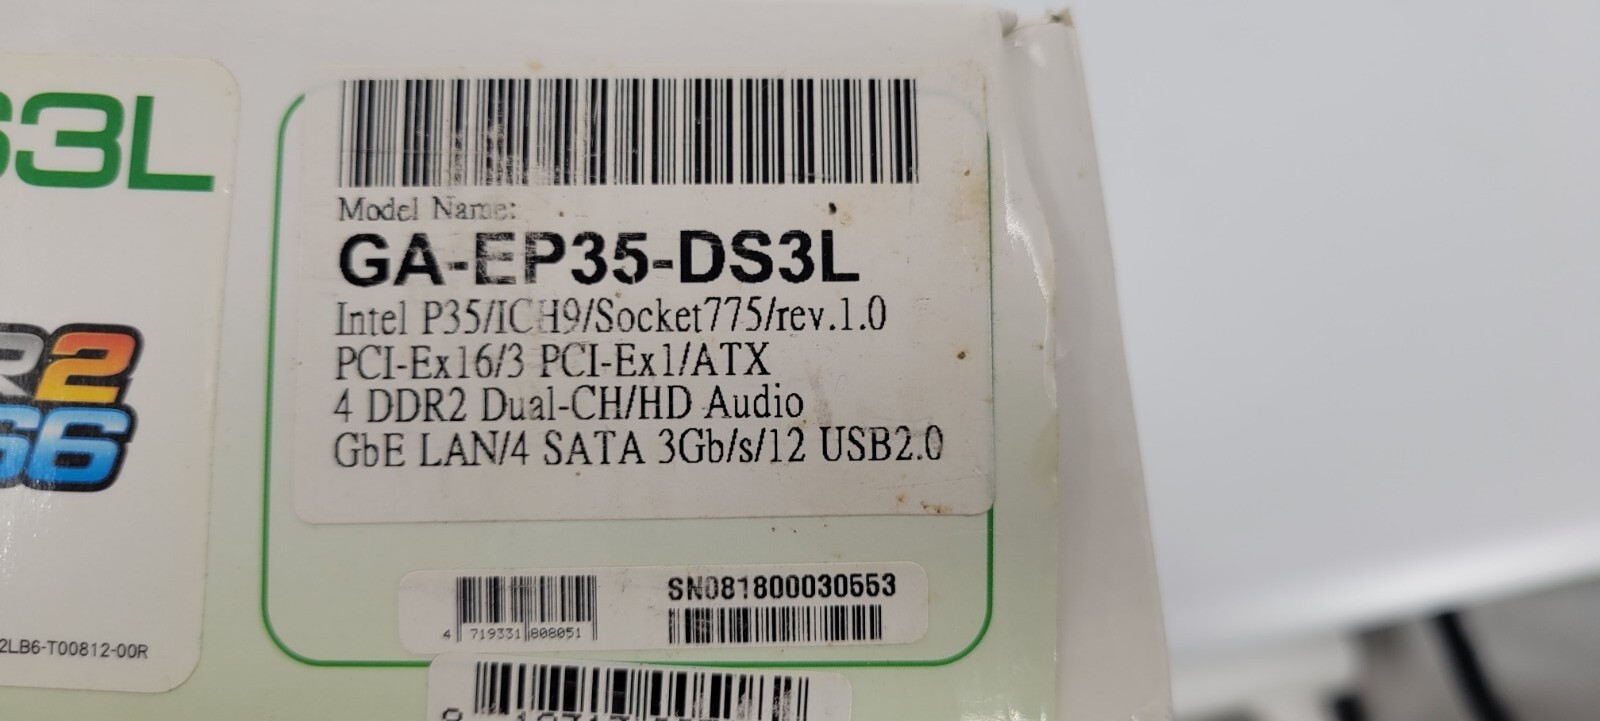 S3L
Model Name:
GA-EP35-DS3L
Intel P35/ICH9/Socket775/rev.1.0
PCI-Ex16/3 PCI-Ex1/ATX
4 DDR2 Dual-CH/HD Audio
GbE LAN/4 SATA 3Gb/s/12 USB2.0
R2
66
SN081800030553
4 719331 808051
2LB6-T00812-00R